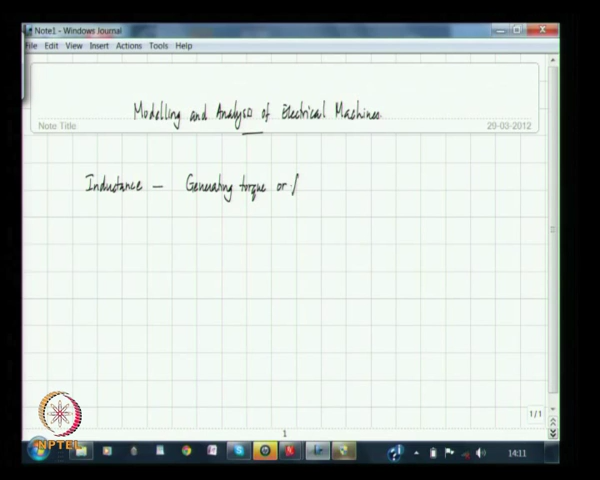 Note1 - Windows Journal
File Edit View Insert Actions Tools Help
Modelling and Analysis of Electrical Machines
Note Title
29-03-2012
Inductance — Generating torque or
1/1
1
NPTEL
14:11